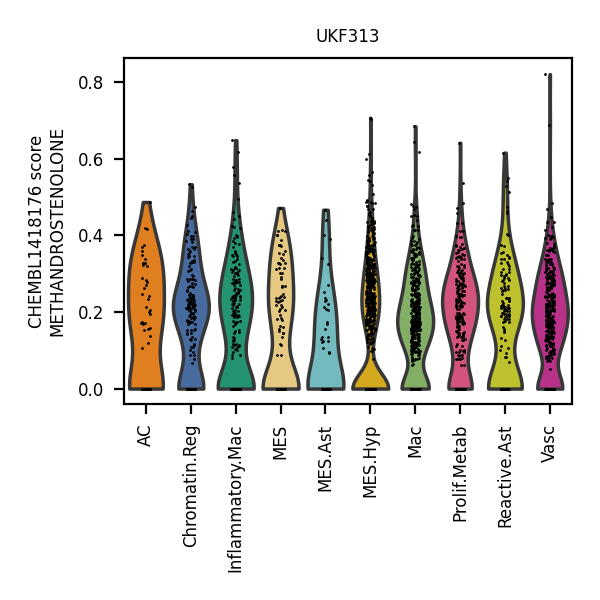 UKF313
CHEMBL1418176 score
METHANDROSTENOLONE
0.8
0.6
0.4
0.2
0.0
AC
Chromatin.Reg
Inflammatory.Mac
MES
MES.Ast
MES.Hyp
Mac
Prolif.Metab
Reactive.Ast
Vasc